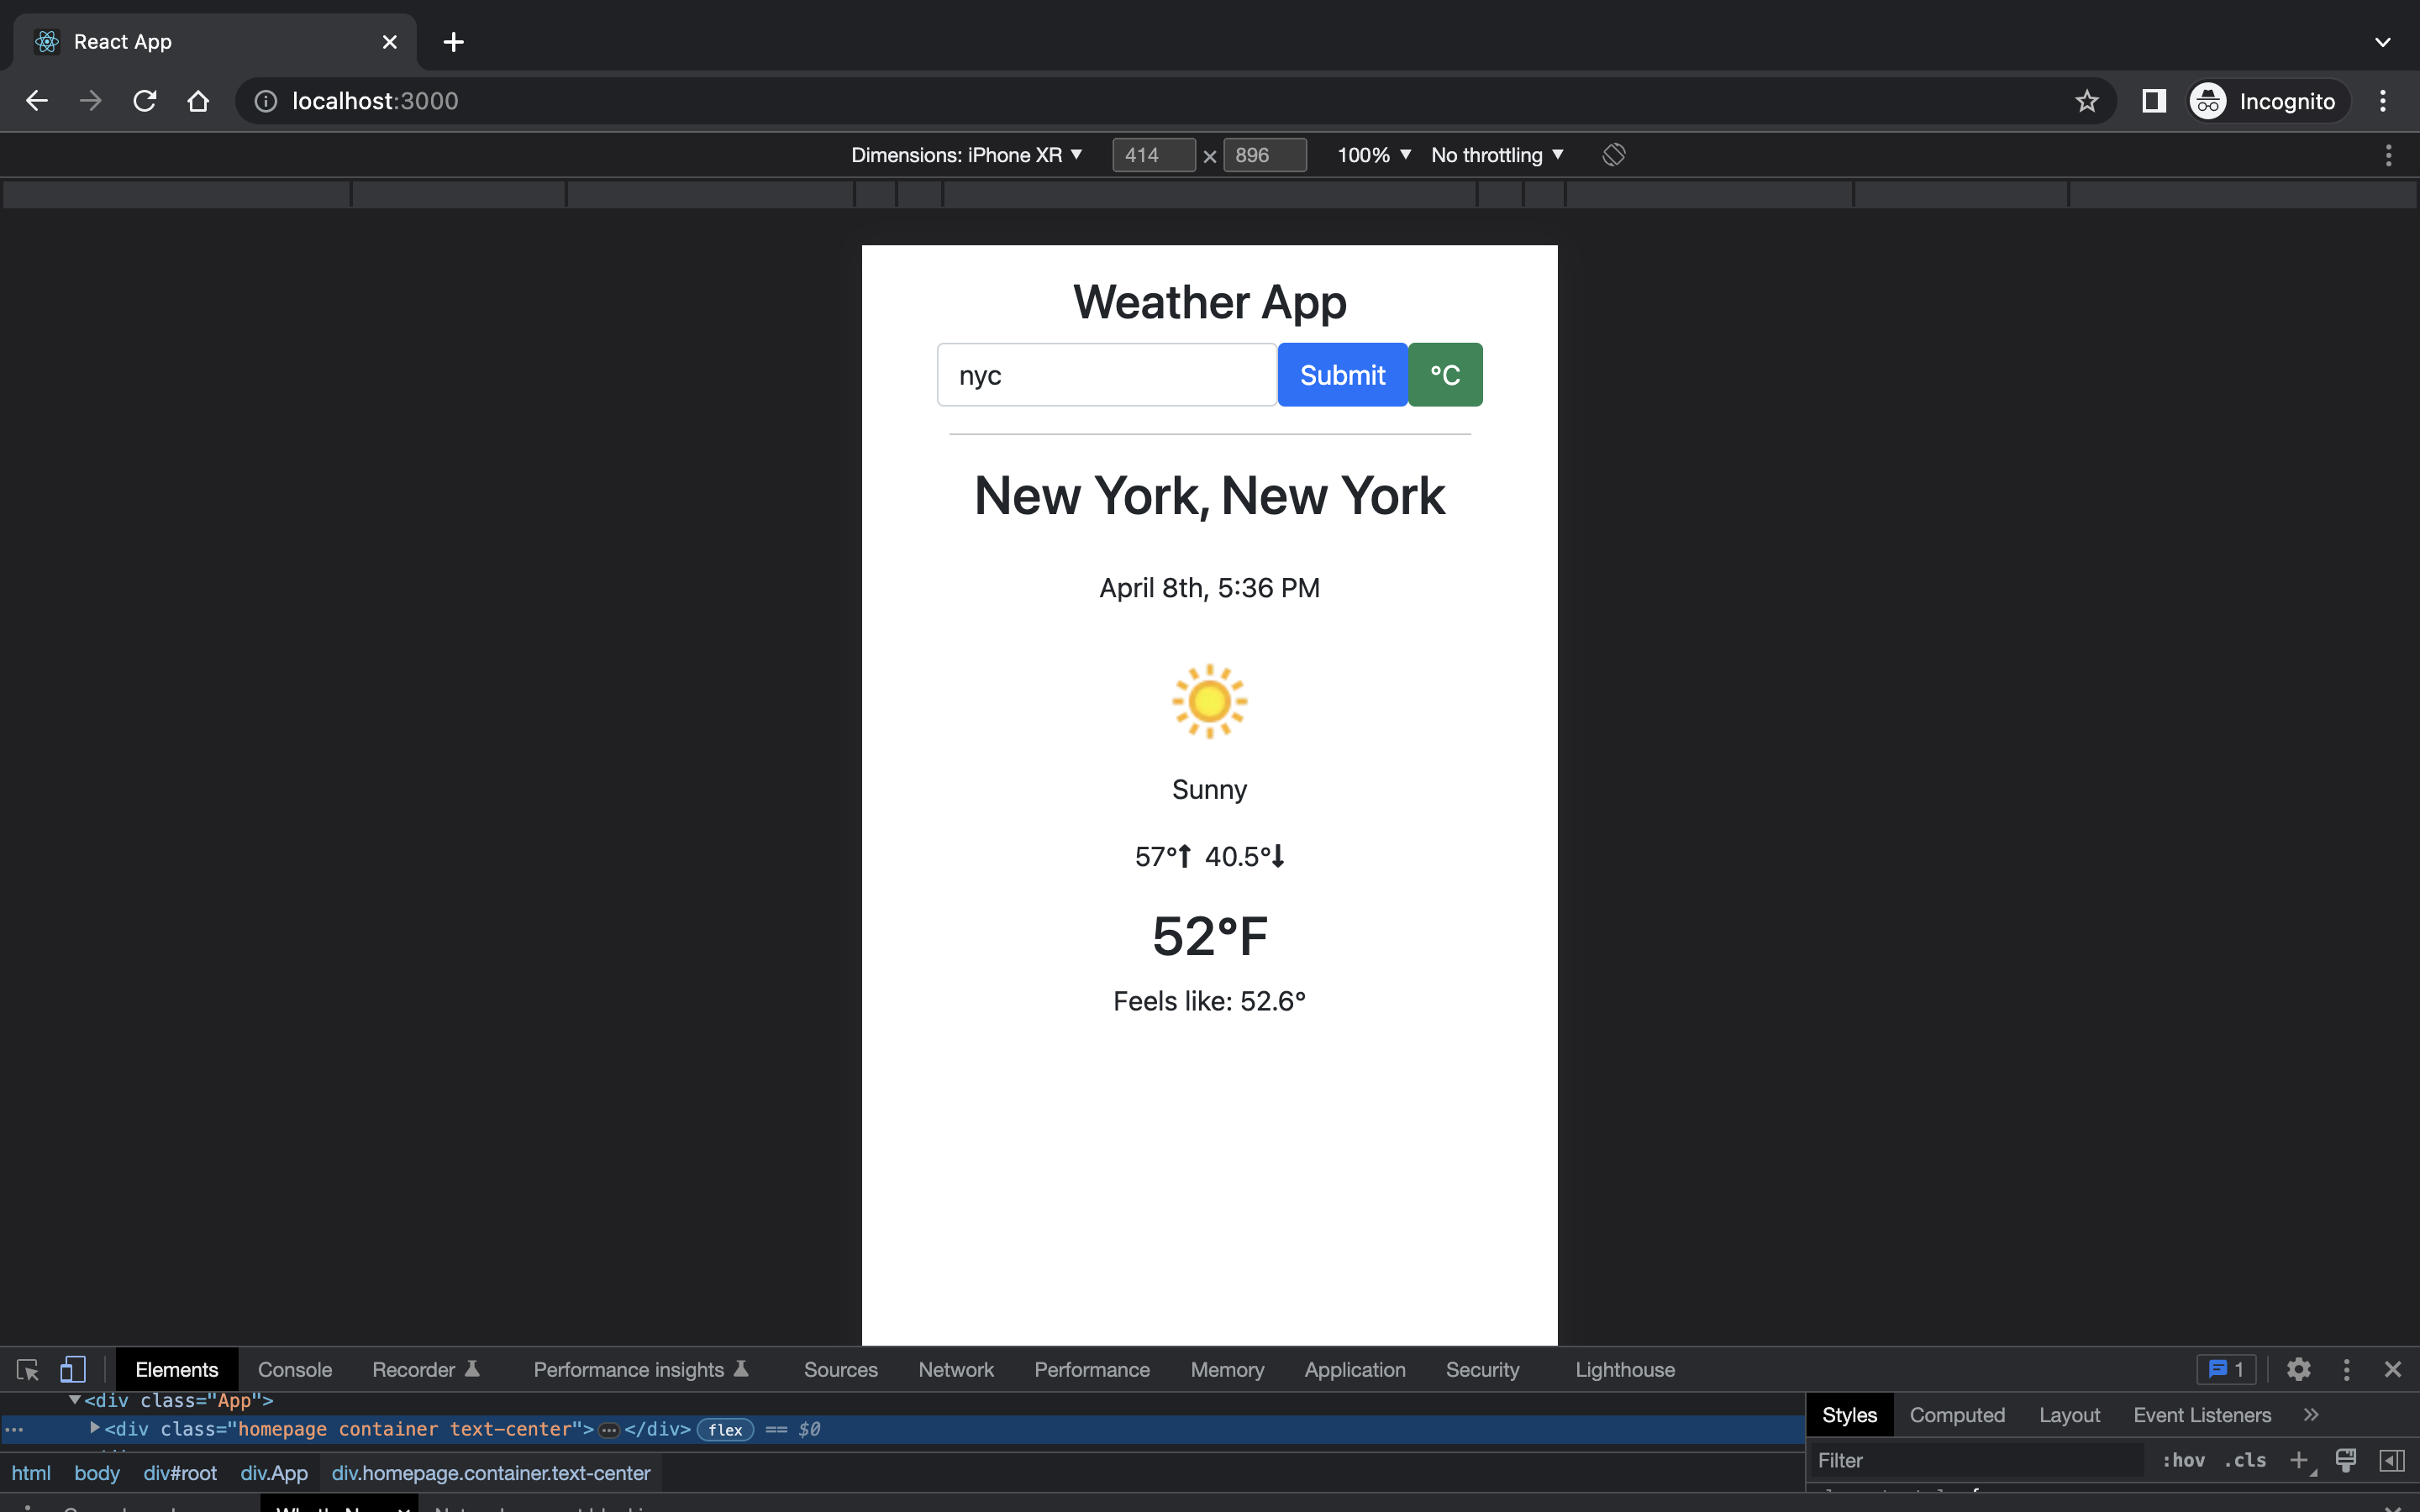 React App
localhost:3000
Incognito
Dimensions: iPhone XR 414 × 896 100% No throttling
Weather App
nyc Submit °C
New York, New York
April 8th, 5:36 PM
Sunny
57° 40.5°
52°F
Feels like: 52.6°
Elements Console Recorder Performance insights Sources Network Performance Memory Application Security Lighthouse 1
<div class="App">
<div class="homepage container text-center">…</div> flex == $0
html body div#root div.App div.homepage.container.text-center
Styles Computed Layout Event Listeners
Filter :hov .cls